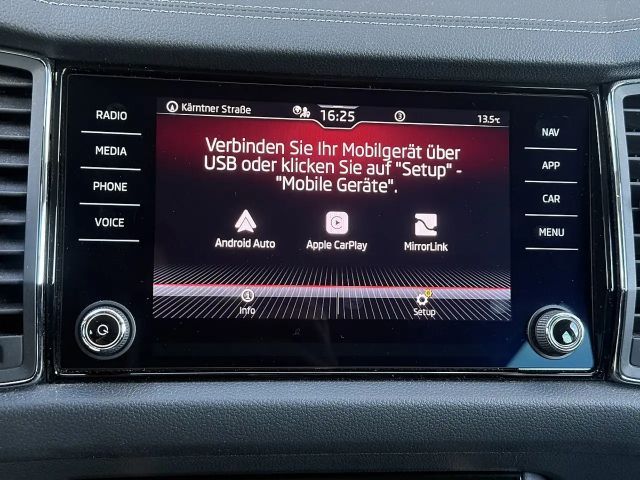 Kärntner Straße
16:25
3
13.5°C
RADIO
MEDIA
PHONE
VOICE
NAV
APP
CAR
MENU
Verbinden Sie Ihr Mobilgerät über
USB oder klicken Sie auf "Setup" -
"Mobile Geräte".
Android Auto
Apple CarPlay
MirrorLink
Info
Setup